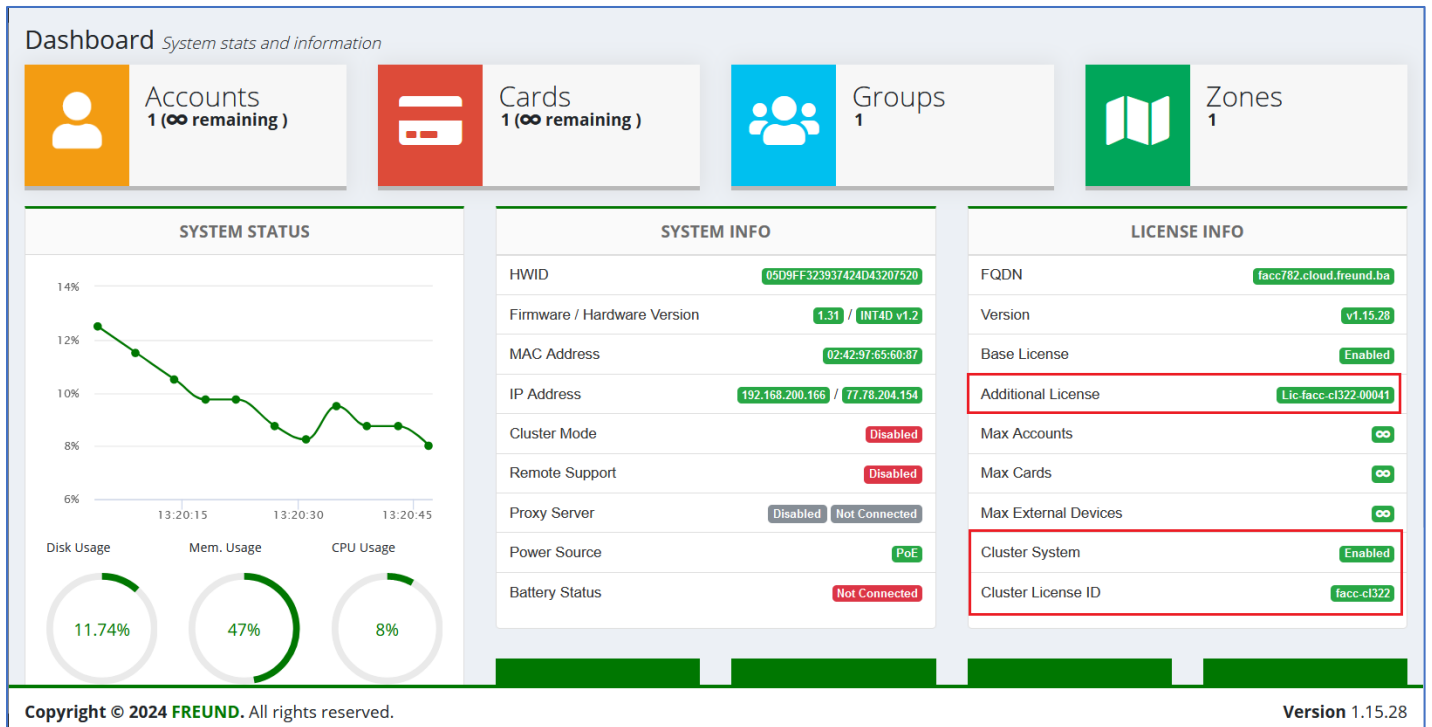 Dashboard System stats and information
Accounts
1 (∞ remaining )
Cards
1 (∞ remaining )
Groups
1
Zones
1
SYSTEM STATUS
14%
12%
10%
8%
6%
13:20:15 13:20:30 13:20:45
Disk Usage Mem. Usage CPU Usage
11.74% 47% 8%
SYSTEM INFO
HWID 05D9FF323937424D43207520
Firmware / Hardware Version 1.31 / INT4D v1.2
MAC Address 02:42:97:65:60:87
IP Address 192.168.200.166 / 77.78.204.154
Cluster Mode Disabled
Remote Support Disabled
Proxy Server Disabled Not Connected
Power Source PoE
Battery Status Not Connected
LICENSE INFO
FQDN facc782.cloud.freund.ba
Version v1.15.28
Base License Enabled
Additional License Lic-facc-cl322-00041
Max Accounts ∞
Max Cards ∞
Max External Devices ∞
Cluster System Enabled
Cluster License ID facc-cl322
Copyright © 2024 FREUND. All rights reserved. Version 1.15.28